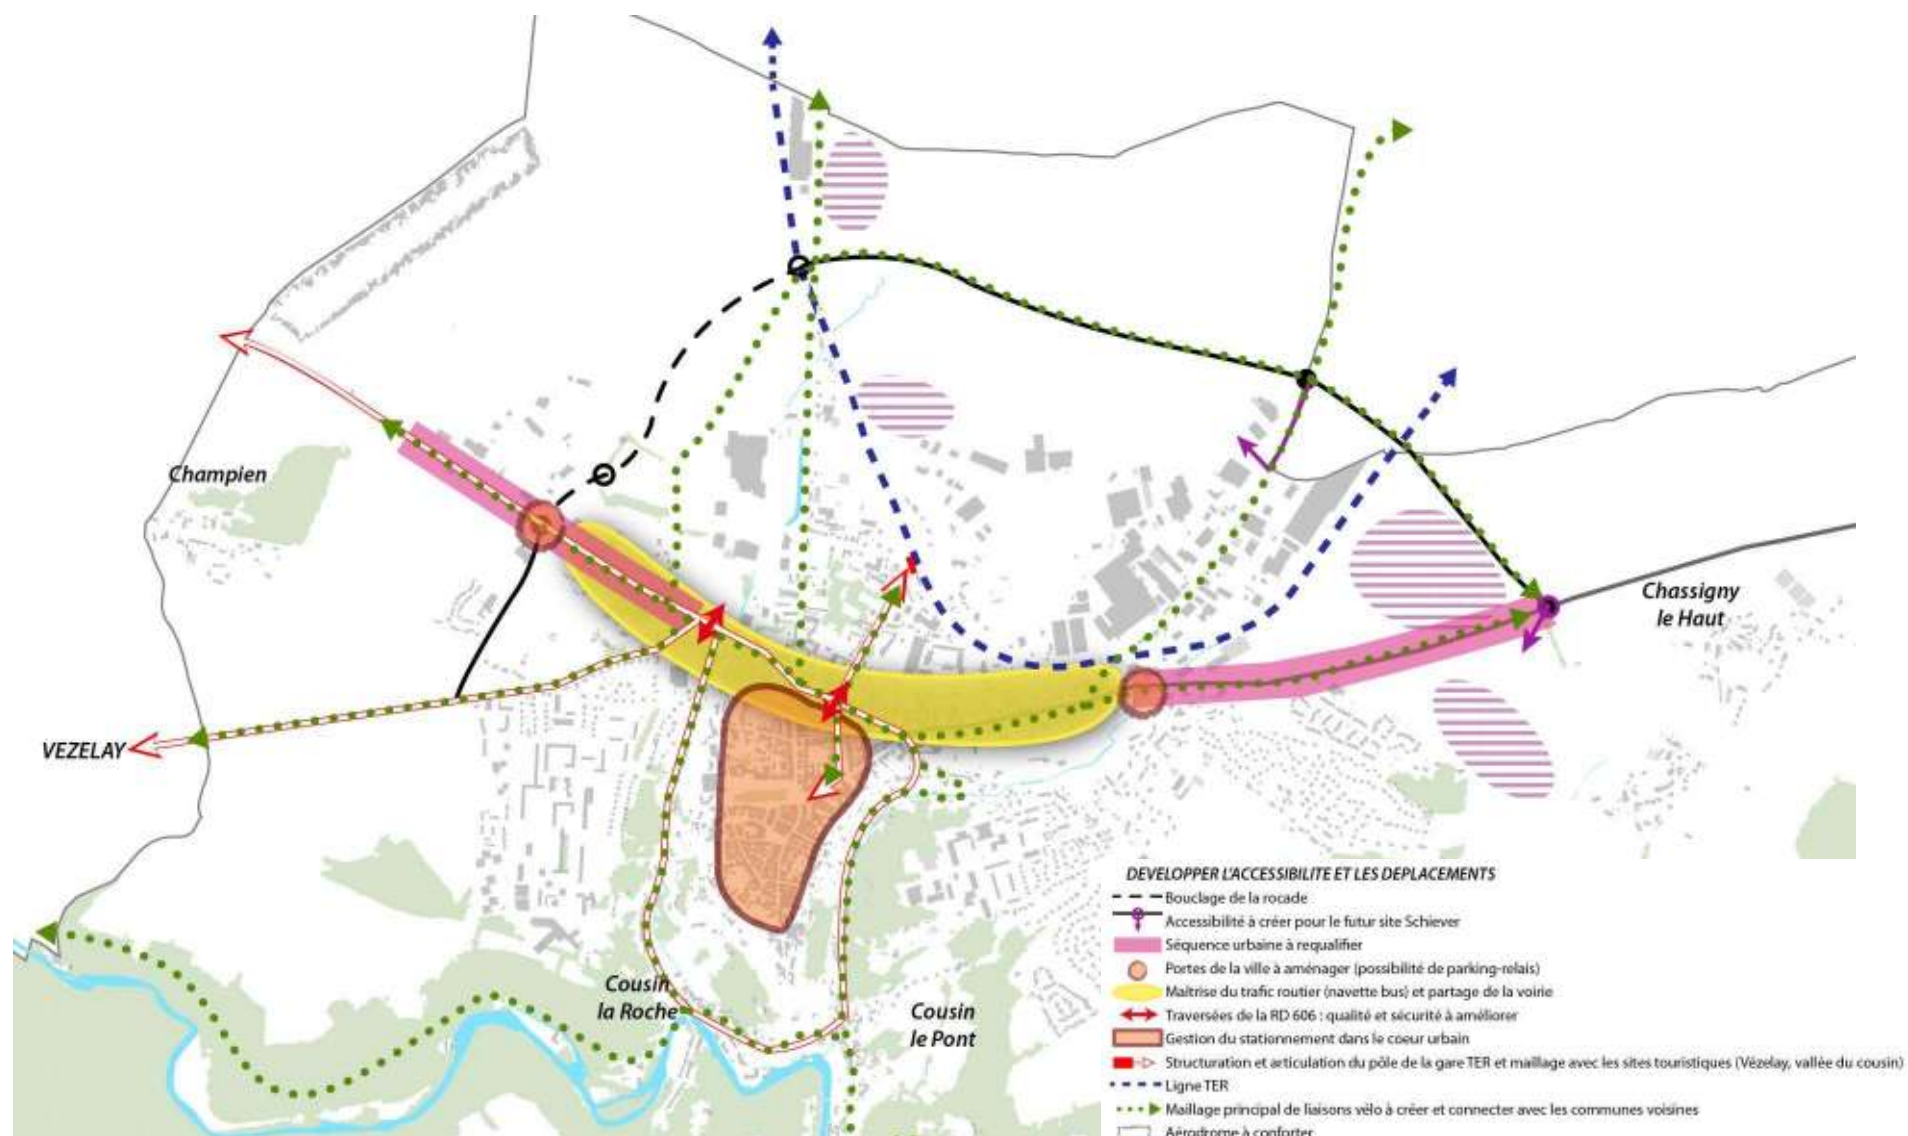 Champien
Chassigny
le Haut
VEZELAY
Cousin
la Roche
Cousin
le Pont
DEVELOPPER L'ACCESSIBILITE ET LES DEPLACEMENTS
Bouclage de la rocade
Accessibilité à créer pour le futur site Schiever
Séquence urbaine à requalifier
Portes de la ville à aménager (possibilité de parking-relais)
Maîtrise du trafic routier (navette bus) et partage de la voirie
Traversées de la RD 606 : qualité et sécurité à améliorer
Gestion du stationnement dans le coeur urbain
Structuration et articulation du pôle de la gare TER et maillage avec les sites touristiques (Vézelay, vallée du cousin)
Ligne TER
Maillage principal de liaisons vélo à créer et connecter avec les communes voisines
Aérodrome à conforter